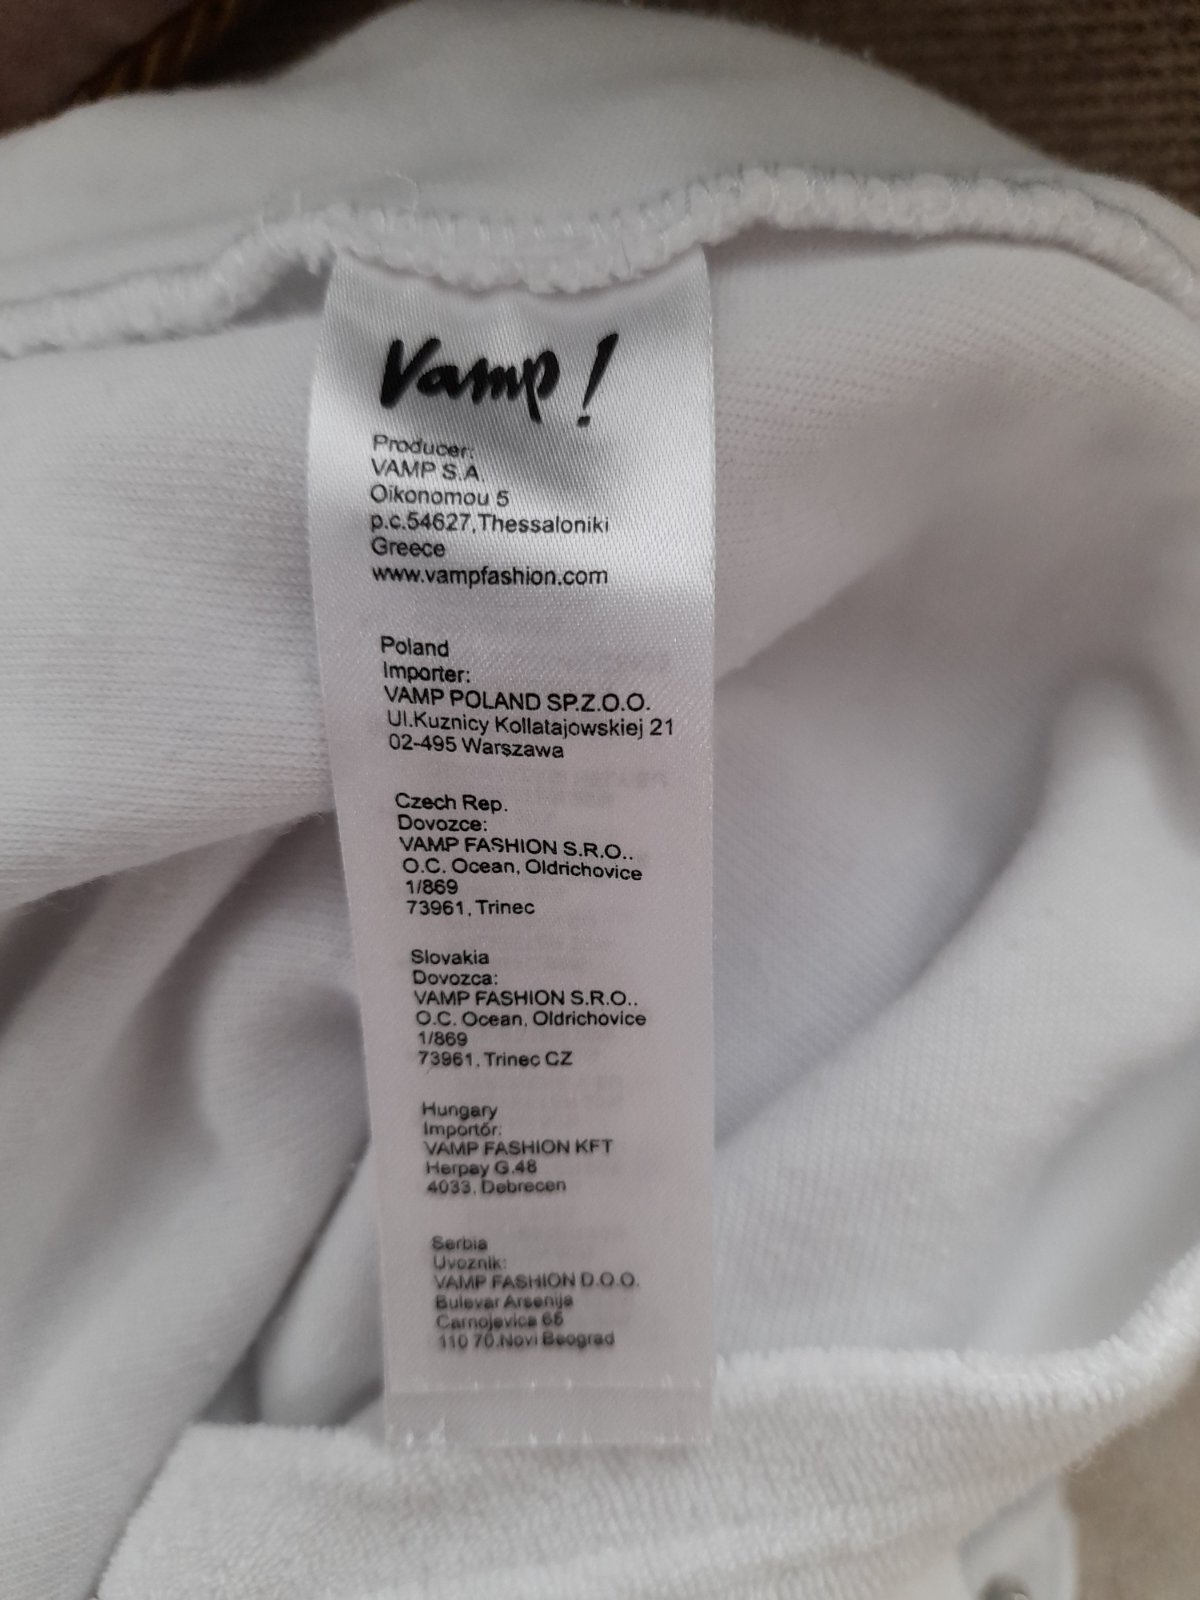 Vamp!
Producer:
VAMP S.A.
Oikonomou 5
p.c.54627,Thessaloniki
Greece
www.vampfashion.com
Poland
Importer:
VAMP POLAND SP.Z.O.O.
Ul.Kuznicy Kollatajowskiej 21
02-495 Warszawa
Czech Rep.
Dovozce:
VAMP FASHION S.R.O..
O.C. Ocean, Oldrichovice
1/869
73961, Trinec
Slovakia
Dovozca:
VAMP FASHION S.R.O..
O.C. Ocean, Oldrichovice
1/869
73961, Trinec CZ
Hungary
Importőr:
VAMP FASHION KFT
Herpay G.48
4033, Debrecen
Serbia
Uvoznik:
VAMP FASHION D.O.O.
Bulevar Arsenija
Carnojevica 66
110 70,Novi Beograd